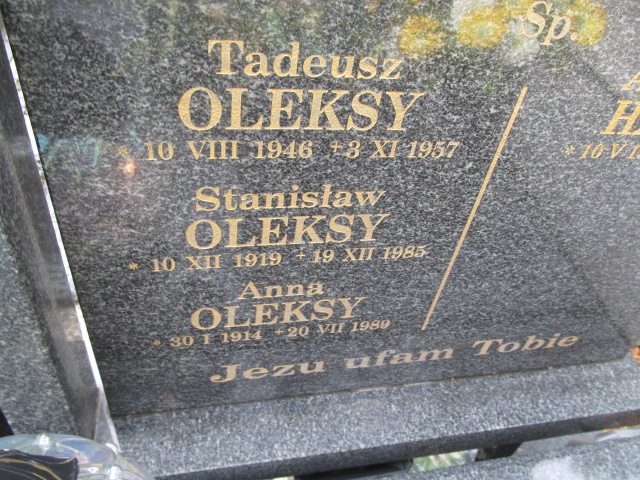 Śp.
Tadeusz
OLEKSY
* 10 VIII 1946 +3 XI 1957
Stanisław
OLEKSY
* 10 XII 1919 +19 XII 1985
Anna
OLEKSY
* 30 I 1914 +20 VII 1989
Jezu ufam Tobie